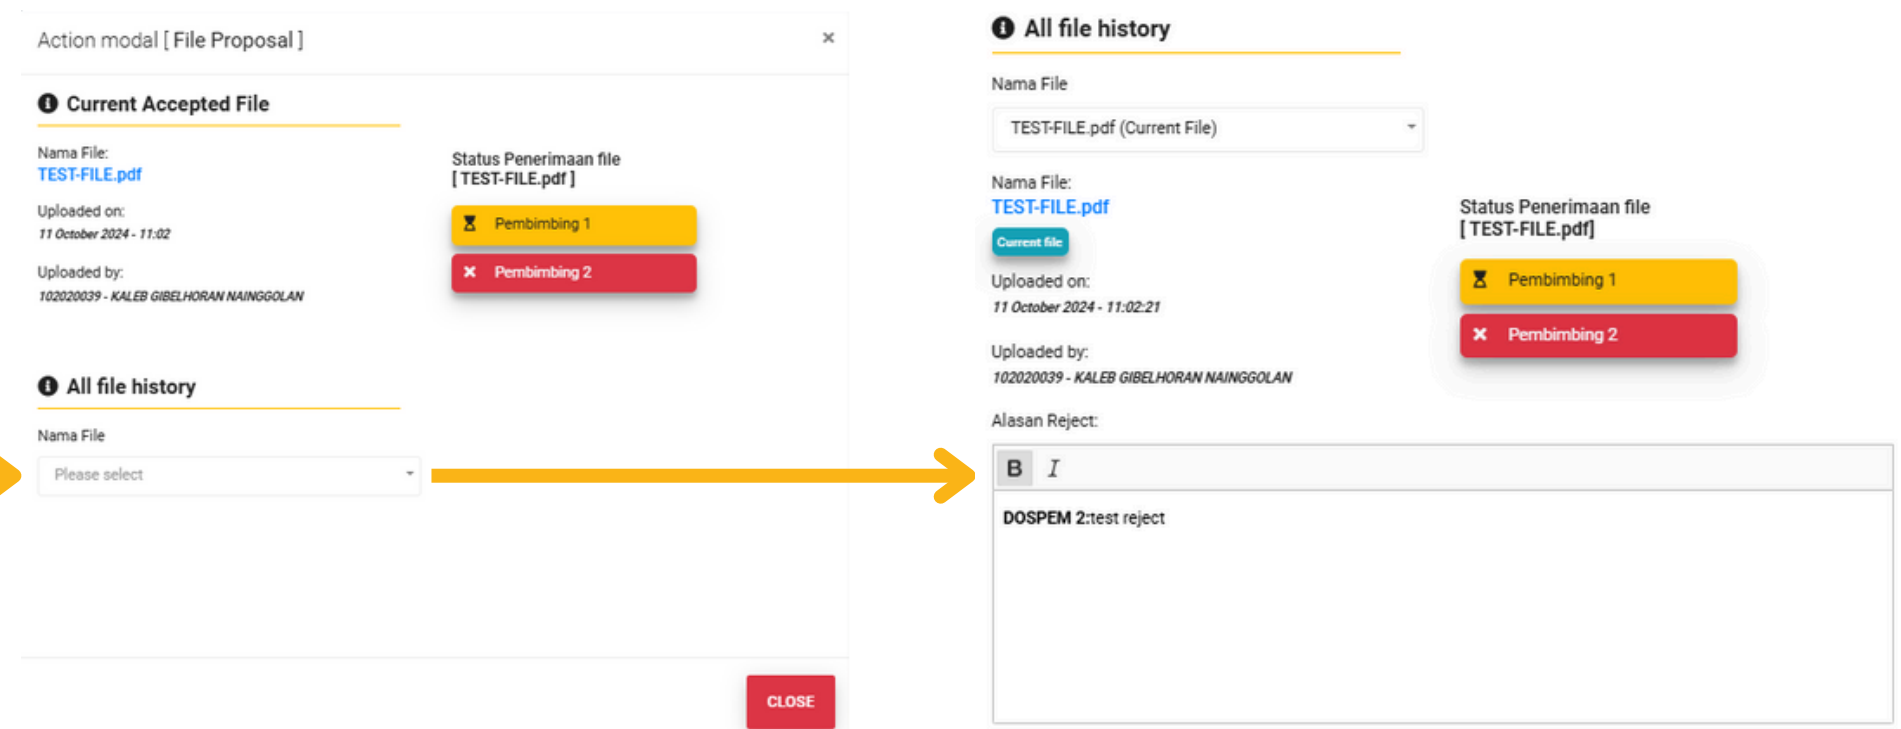 Action modal [ File Proposal ]
×
Current Accepted File
Nama File:
TEST-FILE.pdf
Uploaded on:
11 October 2024 - 11:02
Uploaded by:
102020039 - KALEB GIBELHORAN NAINGGOLAN
Status Penerimaan file
[ TEST-FILE.pdf ]
Pembimbing 1
Pembimbing 2
All file history
Nama File
Please select
CLOSE
All file history
Nama File
TEST-FILE.pdf (Current File)
Nama File:
TEST-FILE.pdf
Current file
Uploaded on:
11 October 2024 - 11:02:21
Uploaded by:
102020039 - KALEB GIBELHORAN NAINGGOLAN
Status Penerimaan file
[ TEST-FILE.pdf]
Pembimbing 1
Pembimbing 2
Alasan Reject:
B I
DOSPEM 2:test reject